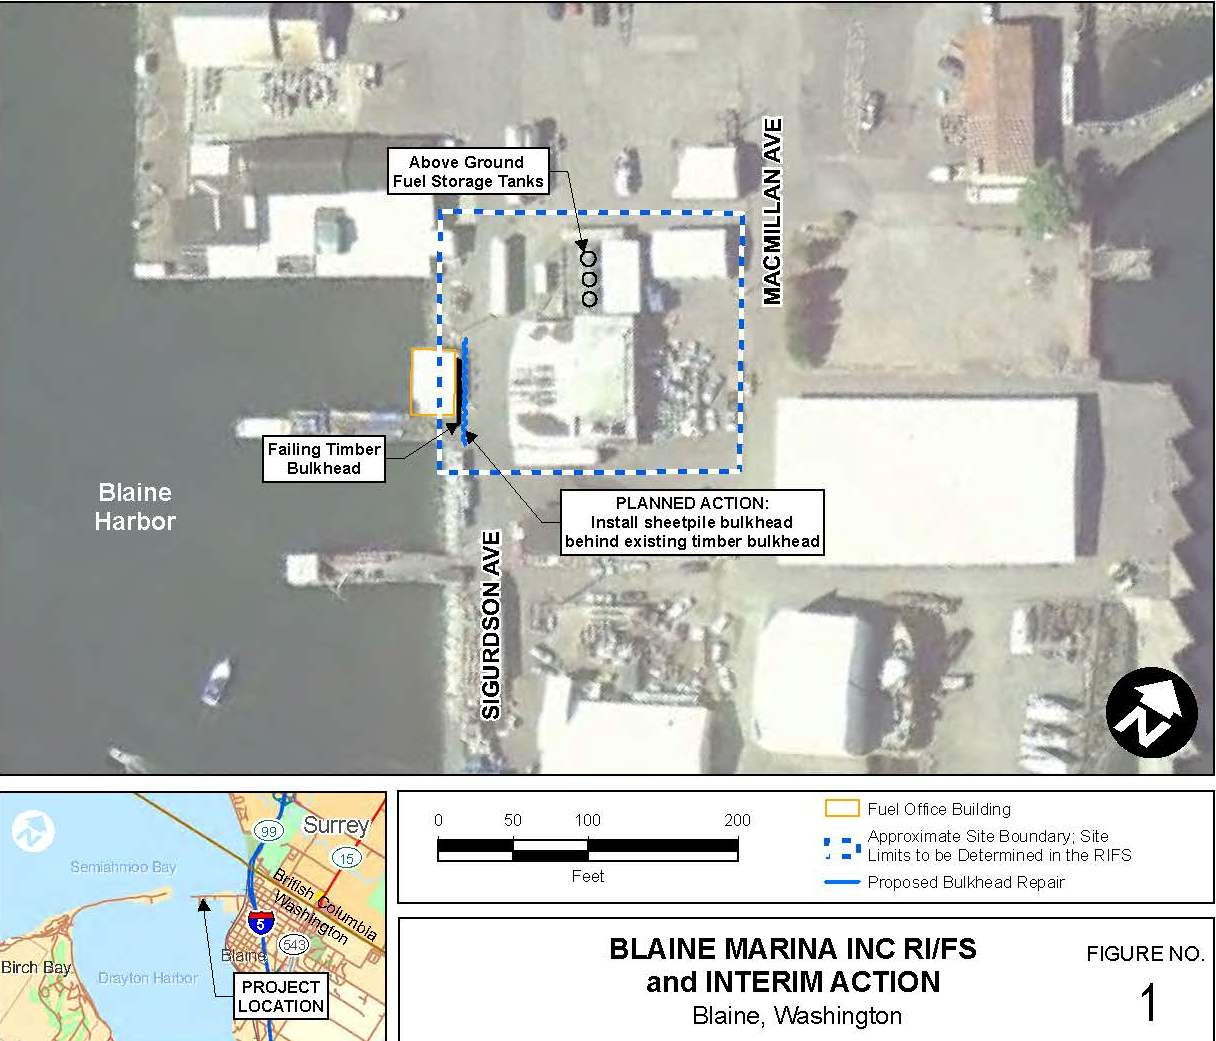 Above Ground
Fuel Storage Tanks
MACMILLAN AVE
Failing Timber
Bulkhead
Blaine
Harbor
PLANNED ACTION:
Install sheetpile bulkhead
behind existing timber bulkhead
SIGURDSON AVE
N
N
99
Surrey
15
Semiahmoo Bay
British Columbia
Washington
5
543
Blaine
Birch Bay
Drayton Harbor
PROJECT
LOCATION
0 50 100 200
Feet
Fuel Office Building
Approximate Site Boundary; Site
Limits to be Determined in the RIFS
Proposed Bulkhead Repair
BLAINE MARINA INC RI/FS
and INTERIM ACTION
Blaine, Washington
FIGURE NO.
1